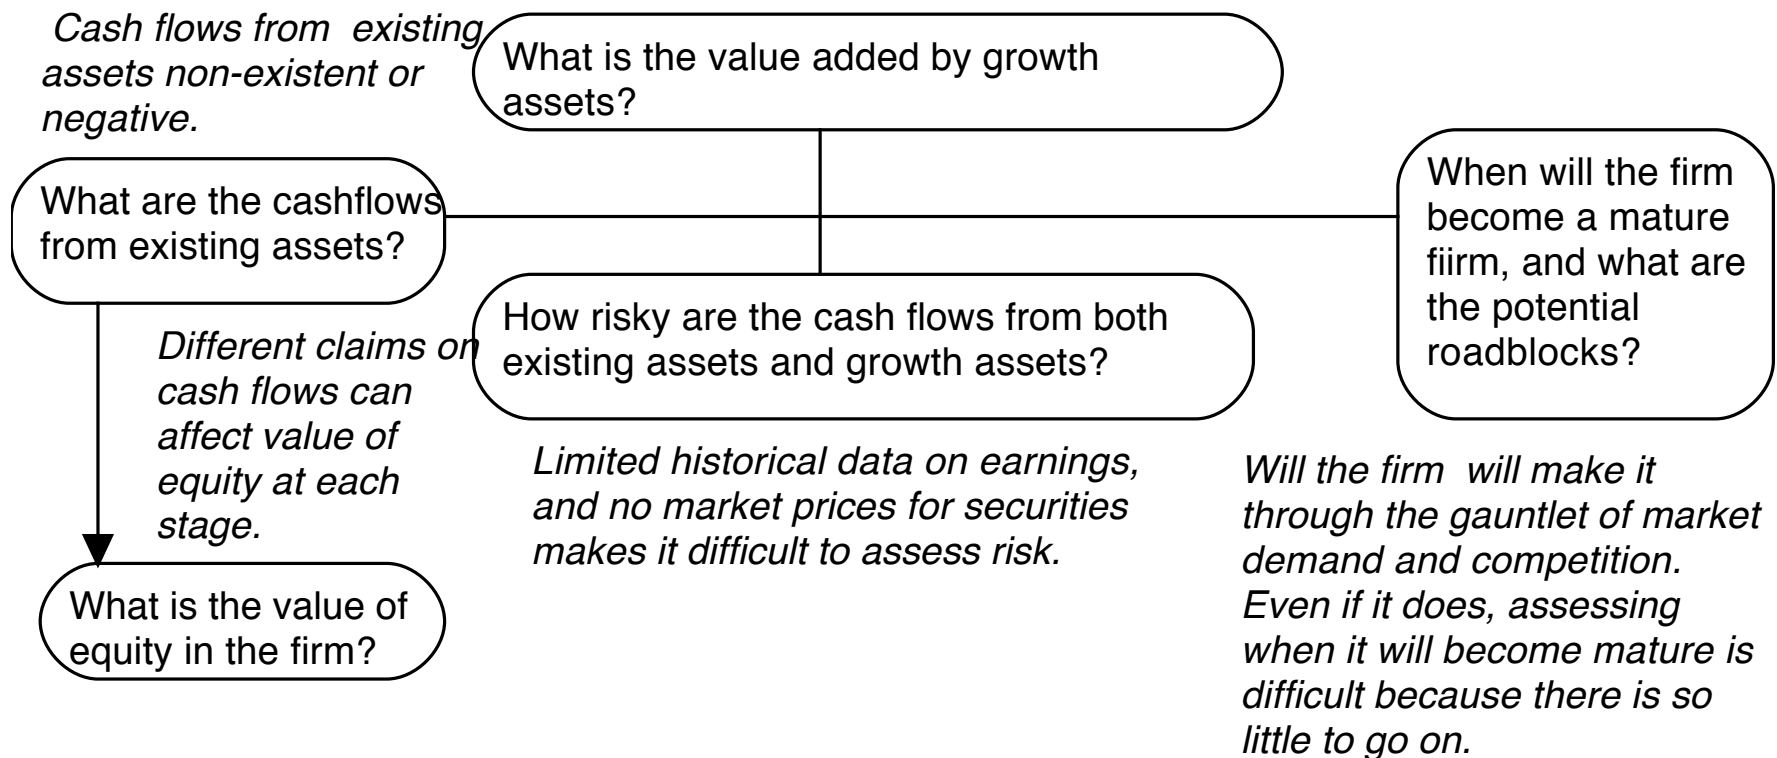 Cash flows from  existing
assets non-existent or
negative.
What is the value added by growth
assets?
What are the cashflows
from existing assets?
When will the firm
become a mature
fiirm, and what are
the potential
roadblocks?
How risky are the cash flows from both
existing assets and growth assets?
Different claims on
cash flows can
affect value of
equity at each
stage.
Limited historical data on earnings,
and no market prices for securities
makes it difficult to assess risk.
Will the firm  will make it
through the gauntlet of market
demand and competition.
Even if it does, assessing
when it will become mature is
difficult because there is so
little to go on.
What is the value of
equity in the firm?